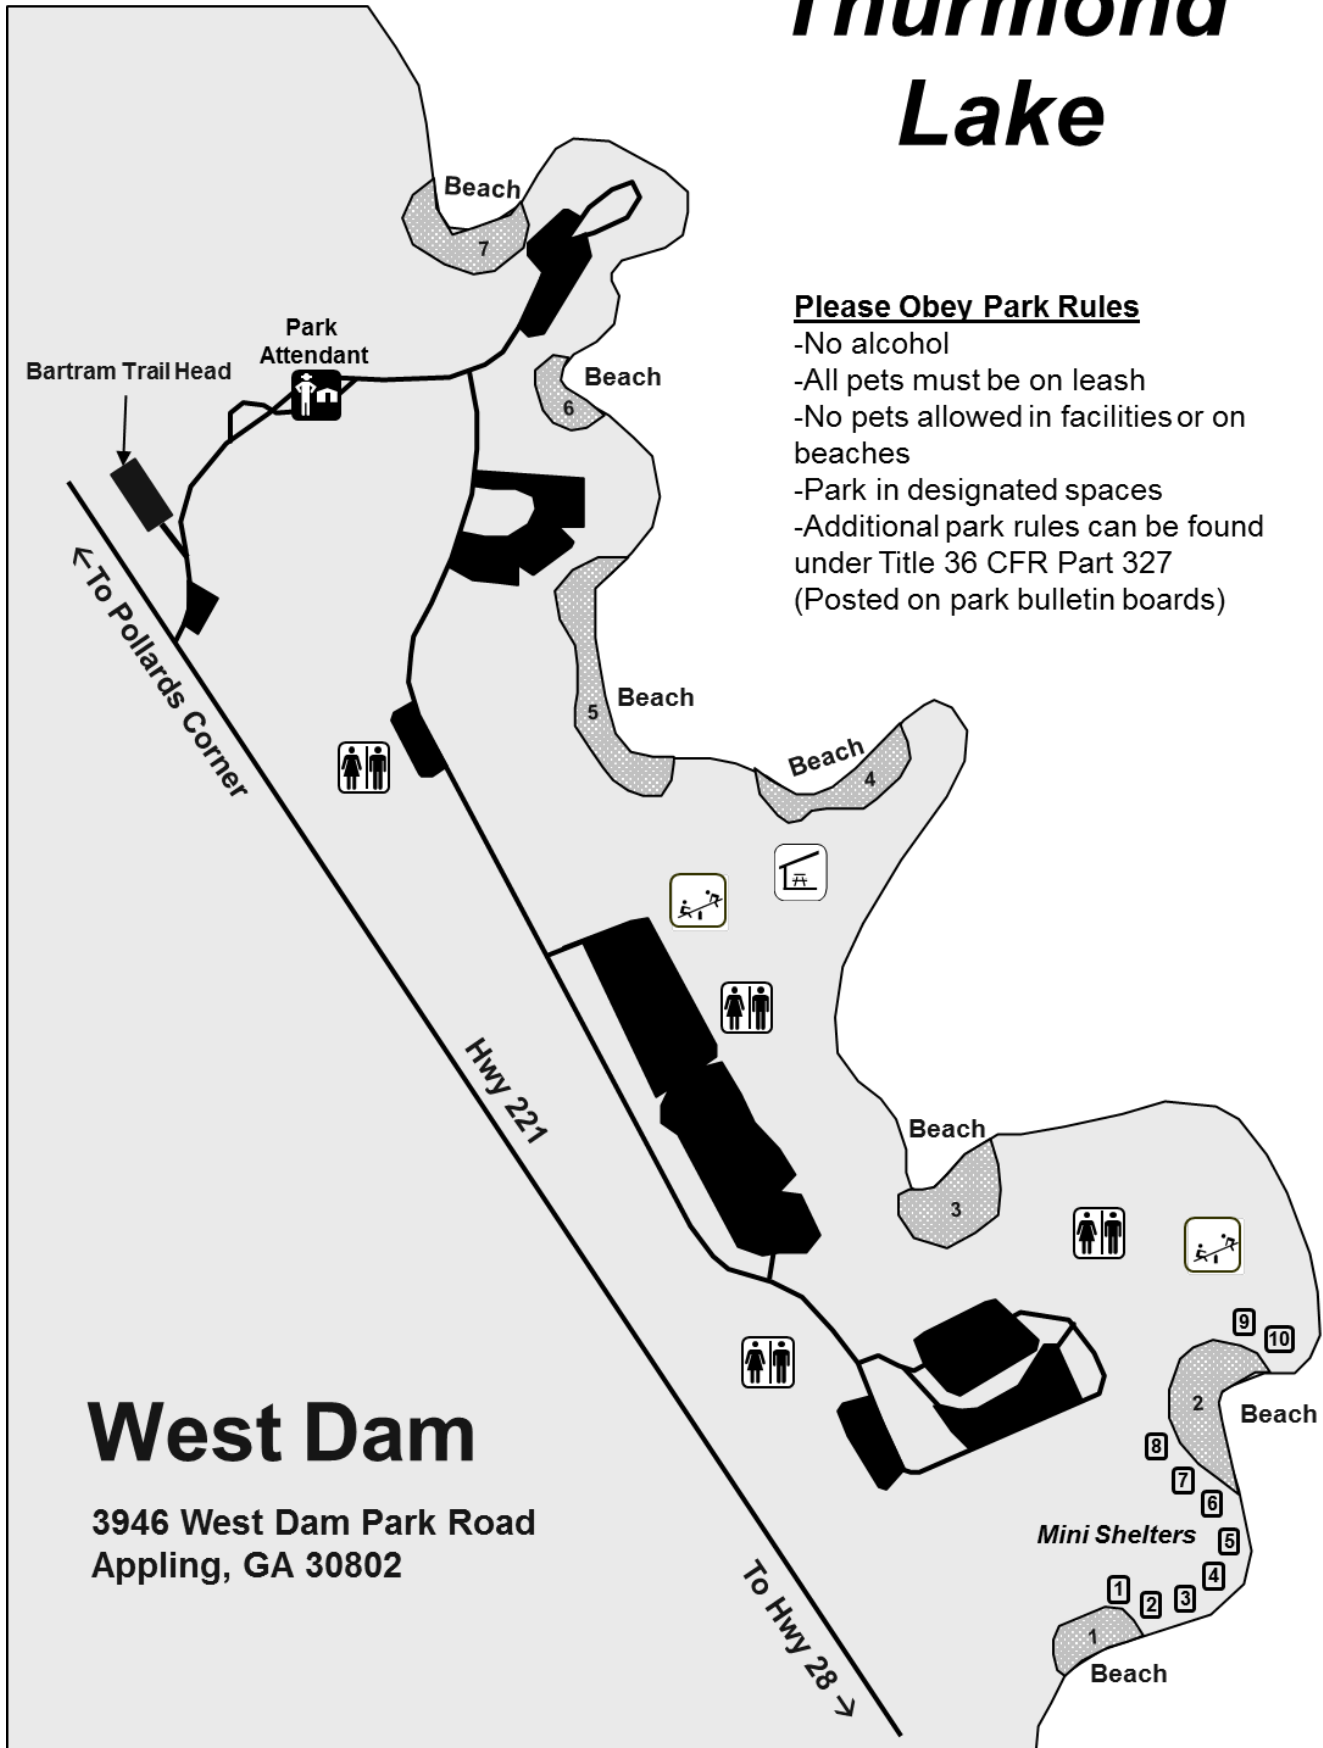 Thurmond
Lake
Beach
7
Please Obey Park Rules
-No alcohol
-All pets must be on leash
-No pets allowed in facilities or on
beaches
-Park in designated spaces
-Additional park rules can be found
under Title 36 CFR Part 327
(Posted on park bulletin boards)
Park
Attendant
Bartram Trail Head
Beach
6
←To Pollards Corner
Beach
5
Beach
4
Hwy 221
Beach
3
9
10
2
Beach
8
7
6
Mini Shelters
5
4
3
2
1
1
Beach
West Dam
3946 West Dam Park Road
Appling, GA 30802
To Hwy 28 →